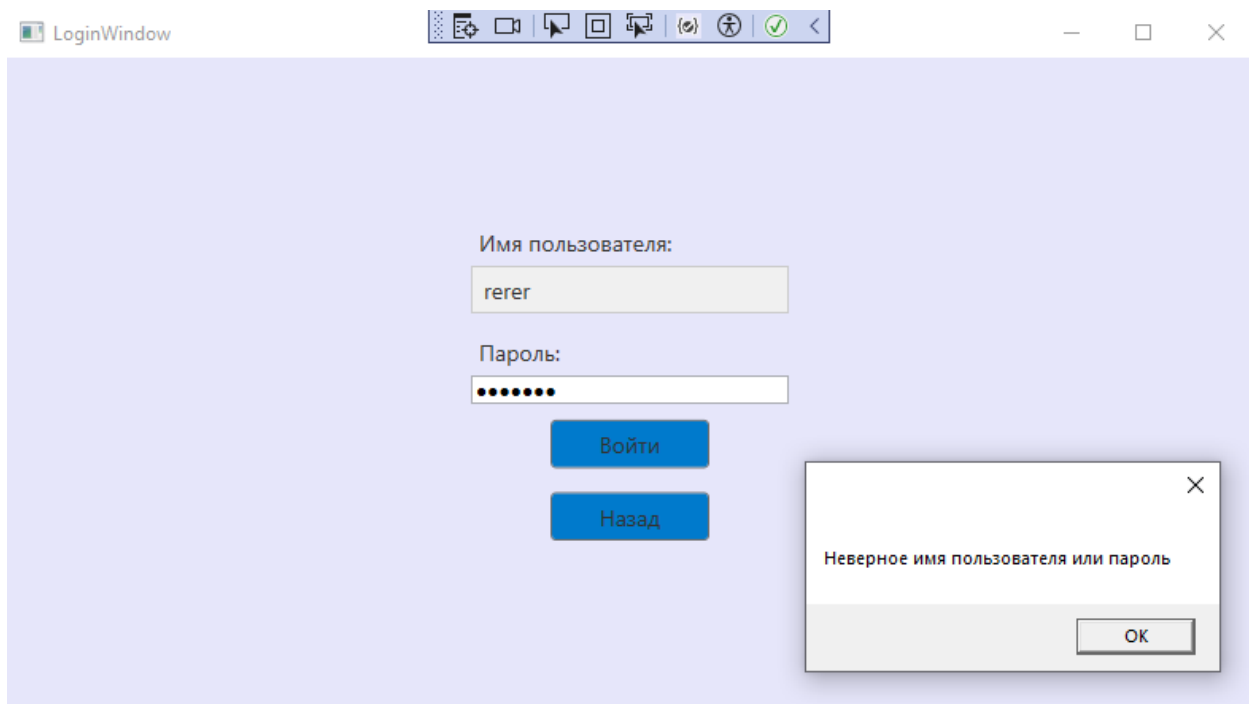 LoginWindow
Имя пользователя:
rerer
Пароль:
•••••••
Войти
Назад
Неверное имя пользователя или пароль
OK